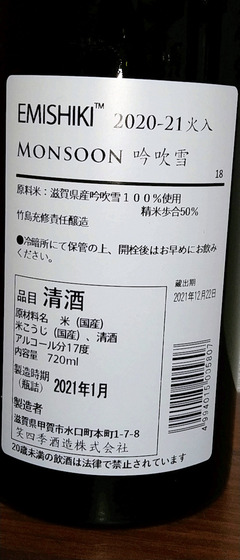 EMISHIKI™ 2020-21火入
MONSOON 吟吹雪
18
原料米：滋賀県産吟吹雪１００％使用
竹島充修責任醸造 精米歩合50%
●冷暗所にて保管の上、開栓後はお早めにお飲み
ください。
品目 清酒
原材料名 米（国産）
米こうじ（国産）、清酒
アルコール分17度
内容量 720ml
製造時期
（瓶詰） 2021年1月
製造者
滋賀県甲賀市水口町本町1-7-8
笑四季酒造株式会社
蔵出期
2021年12月22日
4994015005807
20歳未満の飲酒は法律で禁止されています